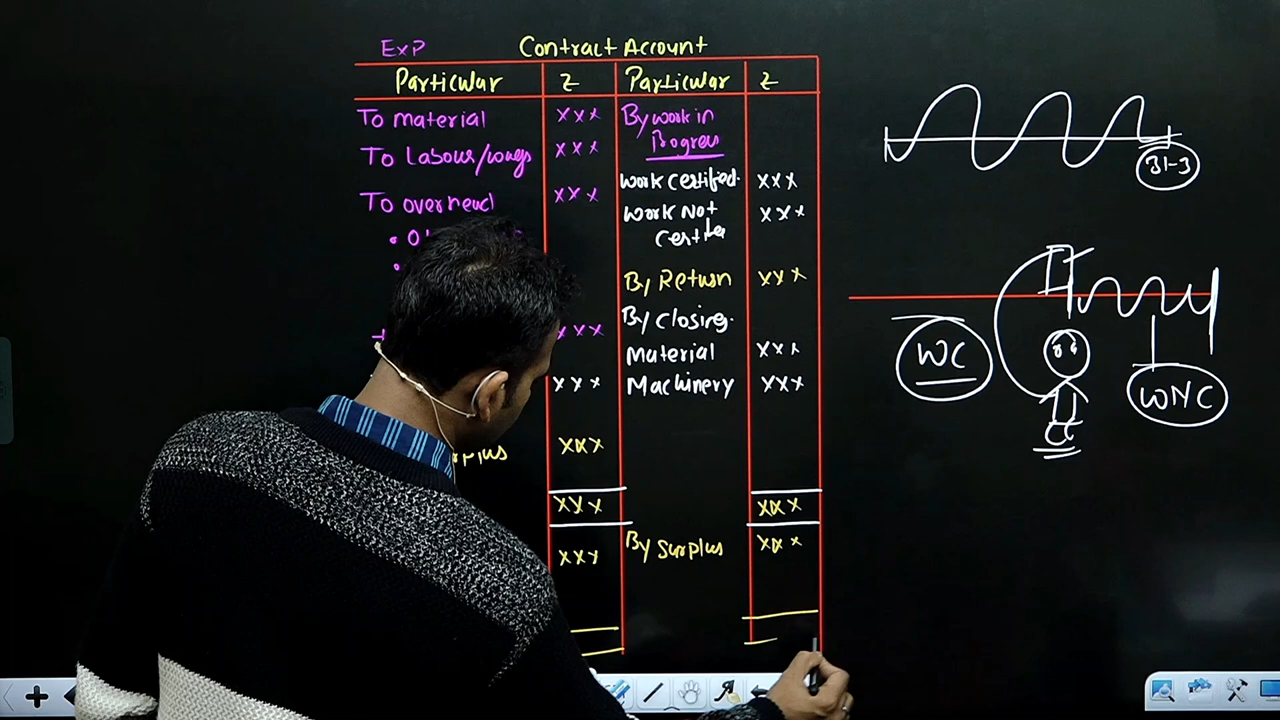 Exp Contract Account
Particular ₹ Particular ₹
To material xxx By work in
Progress
To Labour/wages xxx
Work Certified. xxx
To overhead xxx
Work Not xxx
By Return xxx
By Closing.
xxx
Material xxx
xxx Machinery xxx
xxx
xxx xxx
xxx By Surplus xxx
31-3
WC
WNC